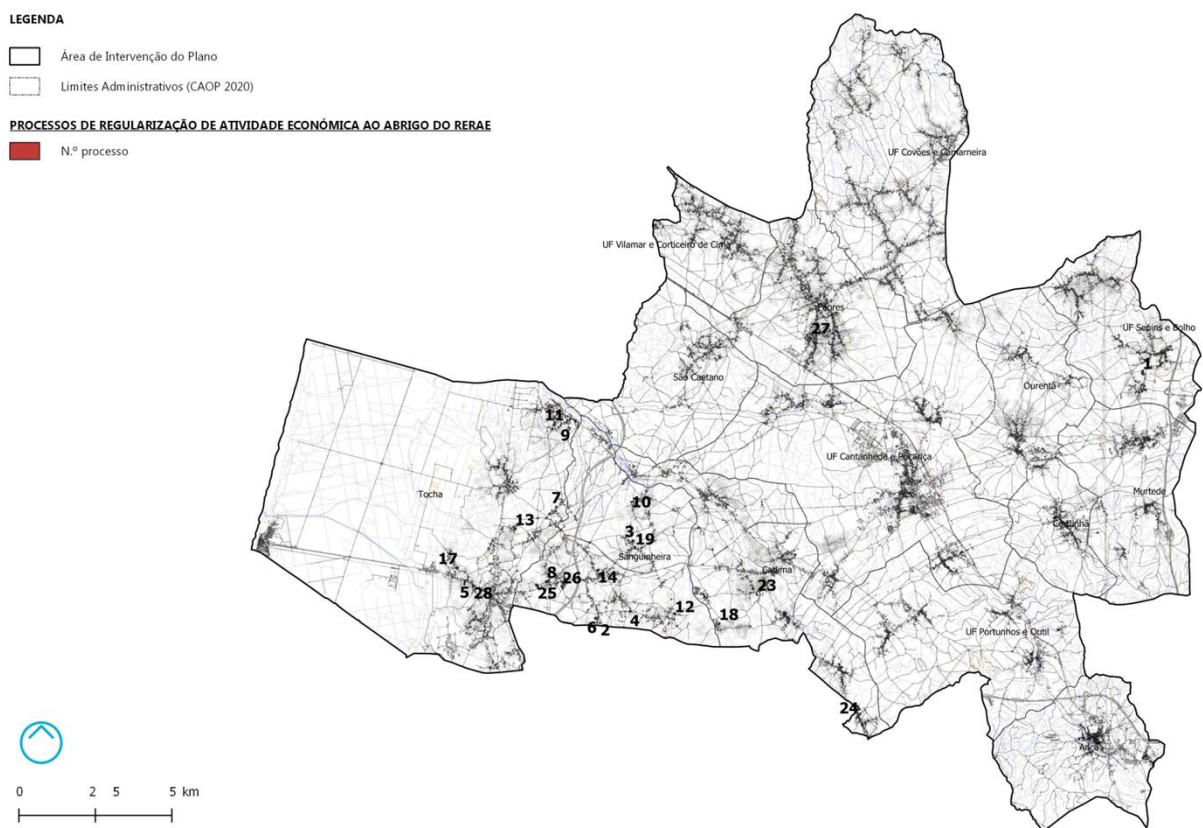 LEGENDA
Área de Intervenção do Plano
Limites Administrativos (CAOP 2020)
PROCESSOS DE REGULARIZAÇÃO DE ATIVIDADE ECONÓMICA AO ABRIGO DO RERAE
N.º processo
UF Covões e Camarneira
UF Vilamar e Corticeiro de Cima
Febres
27
UF Sepins e Bolho
1
São Caetano
Ourentã
11
9
UF Cantanhede e Pocariça
Tocha
Murtede
7
10
13
Cordinhã
3
19
Sanguinheira
17
8
26
14
Cadima
23
5
28
25
12
18
4
6
2
UF Portunhos e Outil
24
Ançã
0 2 5 5 km